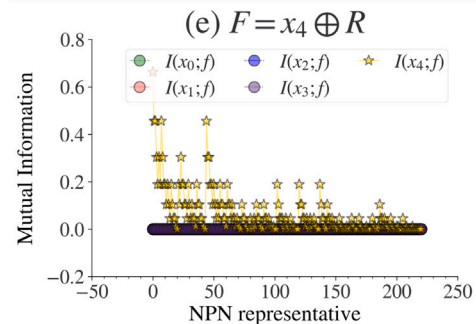 (e) F = x₄ ⊕ R
0.8
I(x₀; f) I(x₂; f) I(x₄; f)
I(x₁; f) I(x₃; f)
0.6
0.4
0.2
0.0
−0.2
Mutual Information
−50 0 50 100 150 200 250
NPN representative